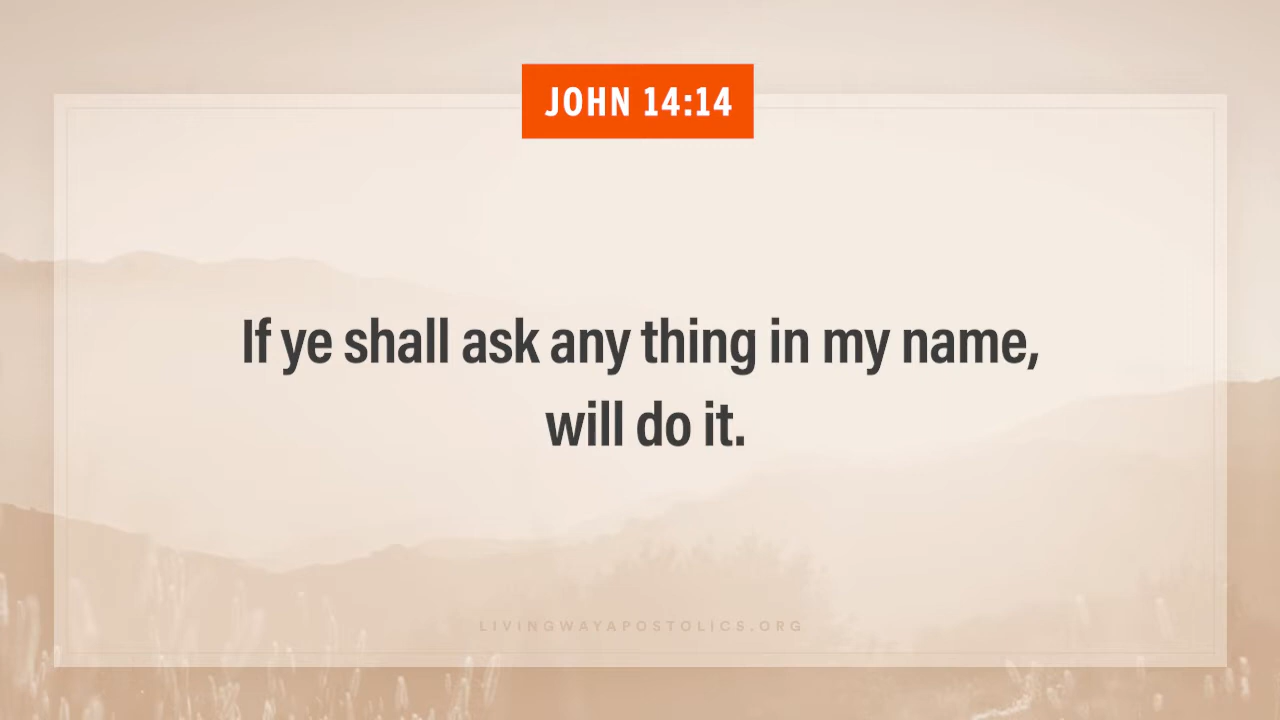 JOHN 14:14
If ye shall ask any thing in my name,
will do it.
LIVINGWAYAPOSTOLICS.ORG